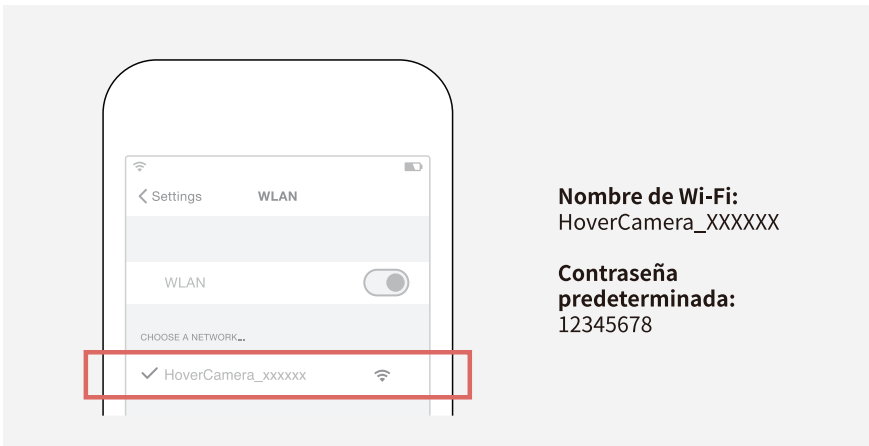 Settings WLAN
WLAN
CHOOSE A NETWORK...
HoverCamera_xxxxxx
Nombre de Wi-Fi:
HoverCamera_XXXXXX
Contraseña
predeterminada:
12345678